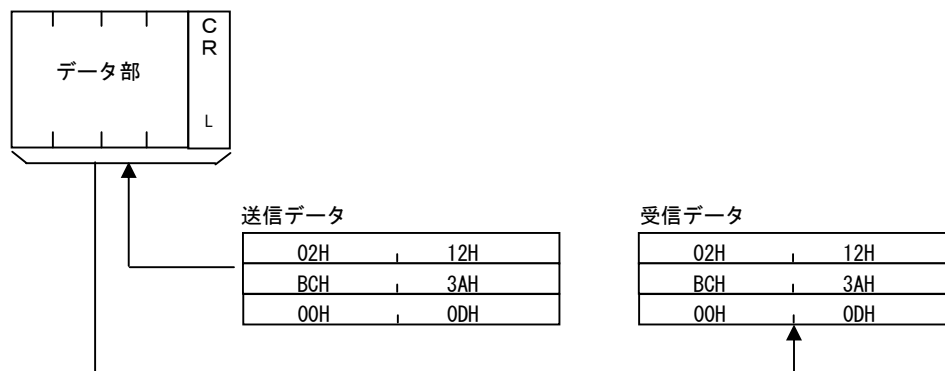 データ部
C
R
L
送信データ
02H 12H
BCH 3AH
00H 0DH
受信データ
02H 12H
BCH 3AH
00H 0DH